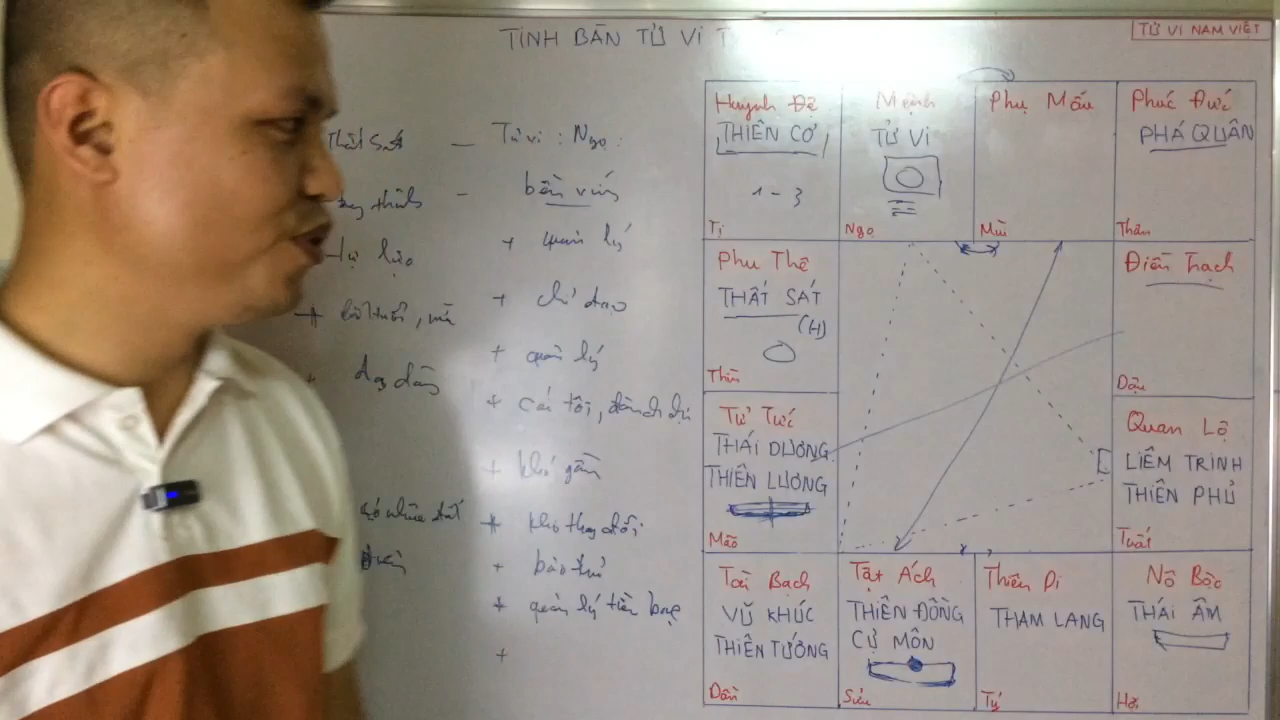 TINH BÀN TỬ VI T
TỬ VI NAM VIỆT
Thất Sát — Tử vi : Ngọ :
bền vững
+ quản lý
+ chỉ đạo
+ quản lý
+ cái tôi,
+ khó gần
+ khó thay đổi
+ bảo thủ
+ quản lý tiền bạc
+
Huynh Đệ
THIÊN CƠ
1 - 3
Tị
Mệnh
TỬ VI
Ngọ
Phụ Mẫu
Mùi
Phúc Đức
PHÁ QUÂN
Thân
Phu Thê
THẤT SÁT
(H)
Thìn
Điền Trạch
Dậu
Tử Tức
THÁI DƯƠNG
THIÊN LƯƠNG
Mão
Quan Lộ
LIÊM TRINH
THIÊN PHỦ
Tuất
Tài Bạch
VŨ KHÚC
THIÊN TƯỚNG
Dần
Tật Ách
THIÊN ĐỒNG
CỰ MÔN
Sửu
Thiên Di
THAM LANG
Tý
Nô Bộc
THÁI ÂM
Hợi